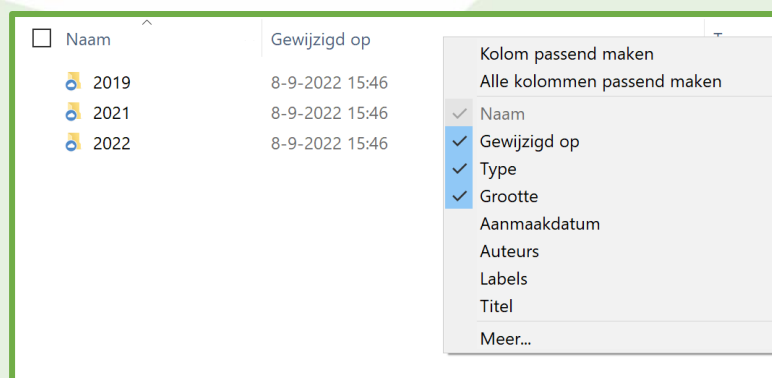 Naam
Gewijzigd op
2019
8-9-2022 15:46
2021
8-9-2022 15:46
2022
8-9-2022 15:46
Kolom passend maken
Alle kolommen passend maken
Naam
Gewijzigd op
Type
Grootte
Aanmaakdatum
Auteurs
Labels
Titel
Meer...